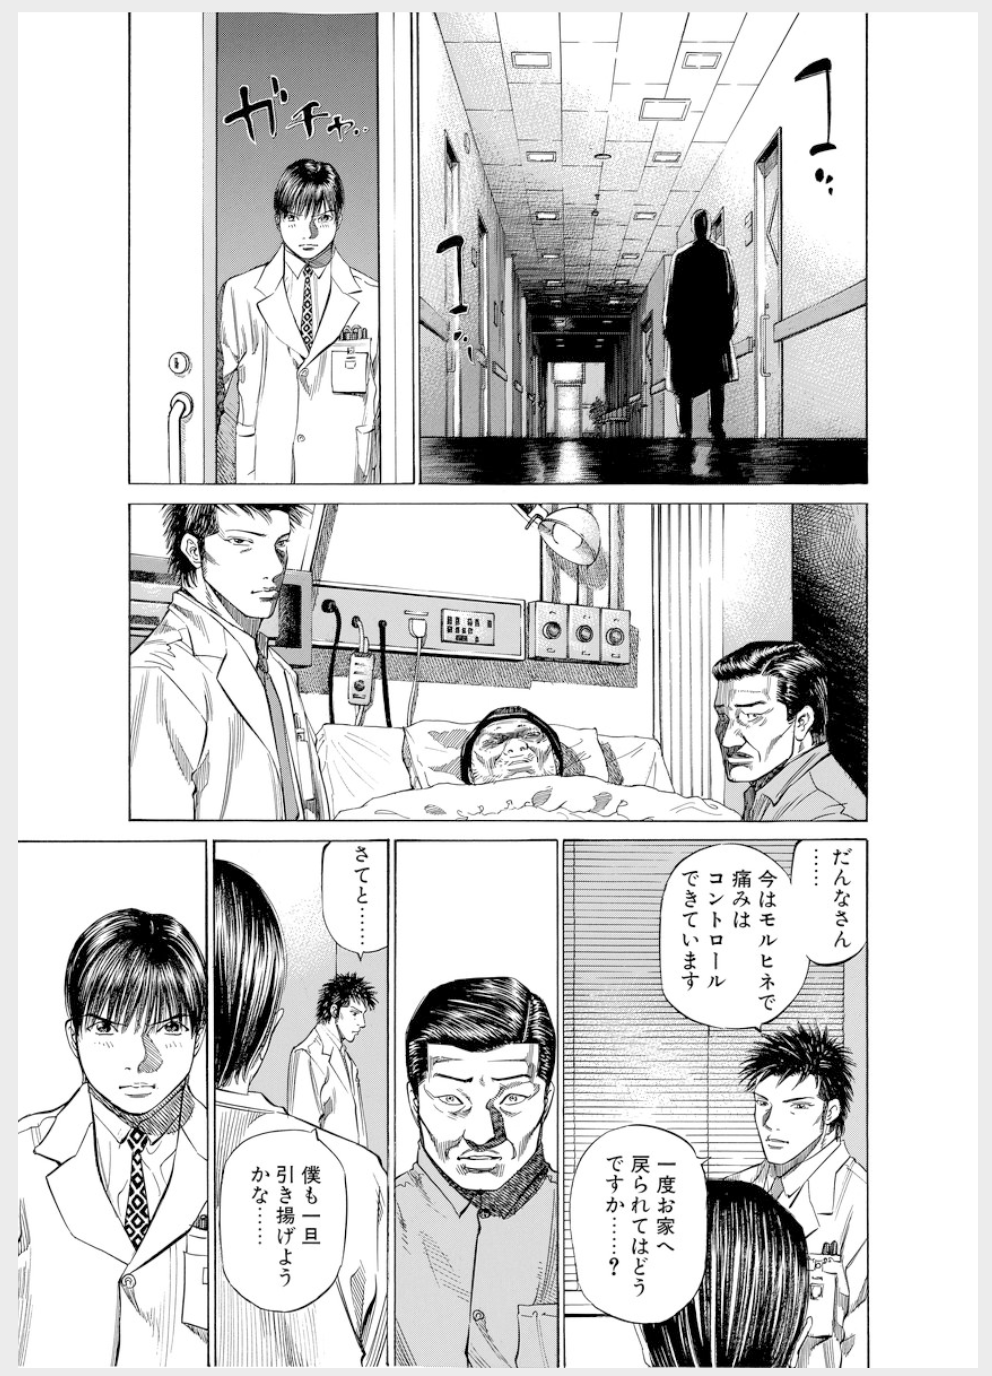 コッ
コッ
ガチャ‥
だんなさん
……
今はモルヒネで
痛みは
コントロール
できています
一度お家へ
戻られてはどう
ですか……？
さてと……
僕も一旦
引き揚げよう
かな……